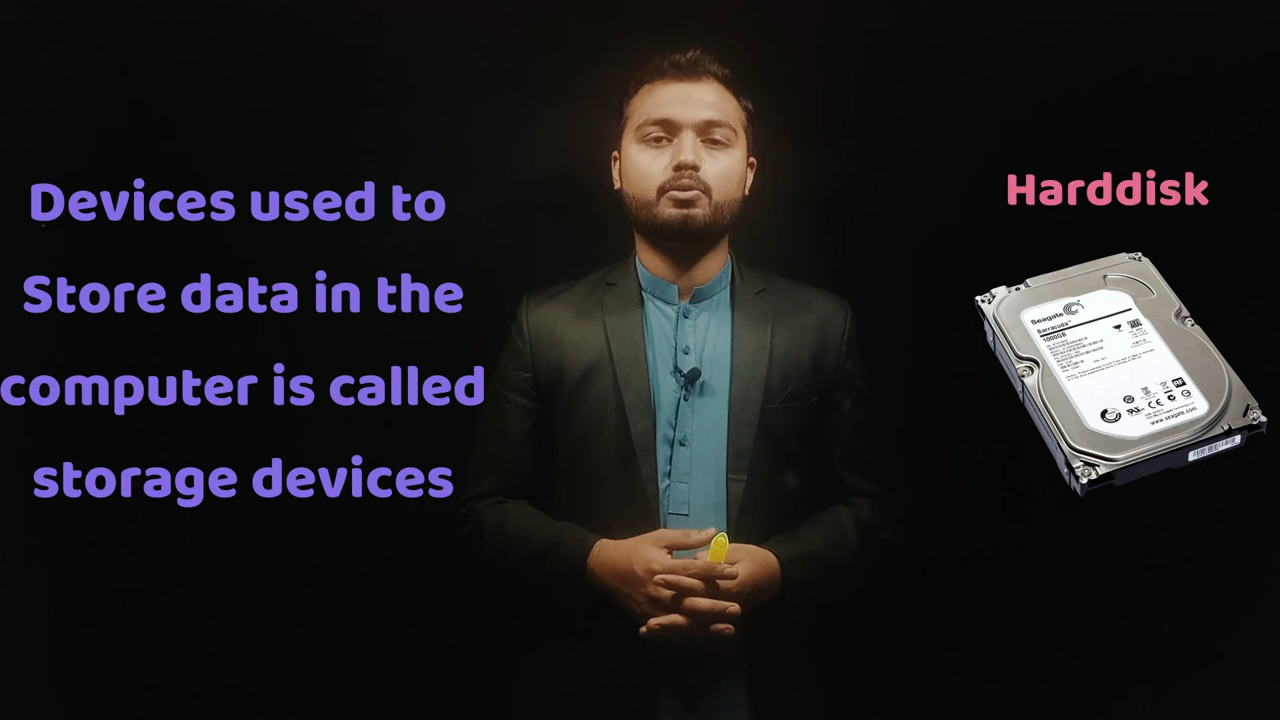 Devices used to
Store data in the
computer is called
storage devices
Harddisk
Seagate
Barracuda
1000GB
www.seagate.com